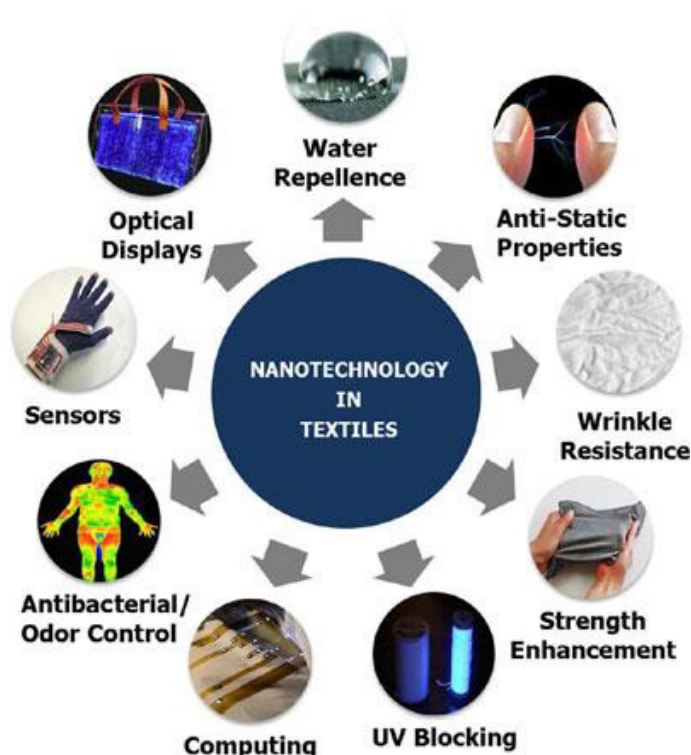 Water
Repellence
Anti-Static
Properties
Wrinkle
Resistance
Strength
Enhancement
UV Blocking
Computing
Antibacterial/
Odor Control
Sensors
Optical
Displays
NANOTECHNOLOGY
IN
TEXTILES